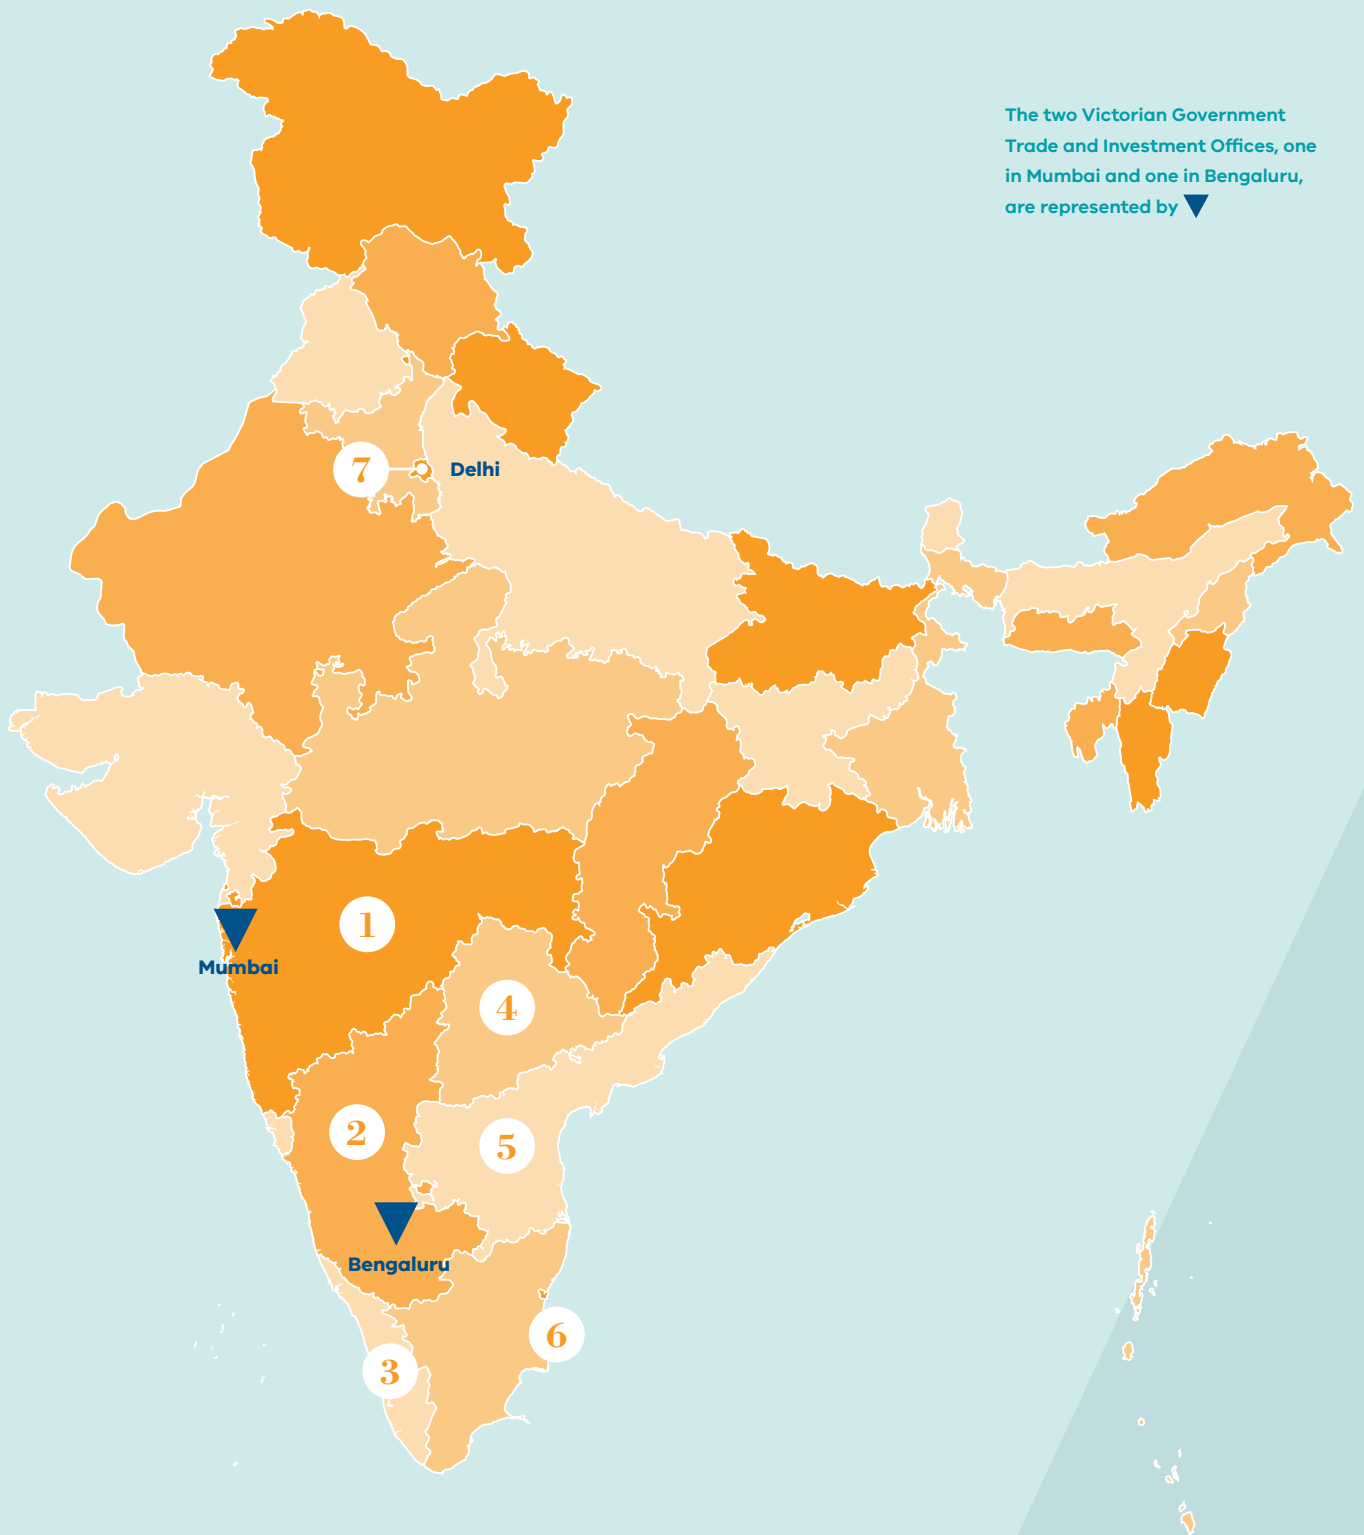 The two Victorian Government
Trade and Investment Offices, one
in Mumbai and one in Bengaluru,
are represented by
7
Delhi
1
Mumbai
4
2
5
Bengaluru
6
3